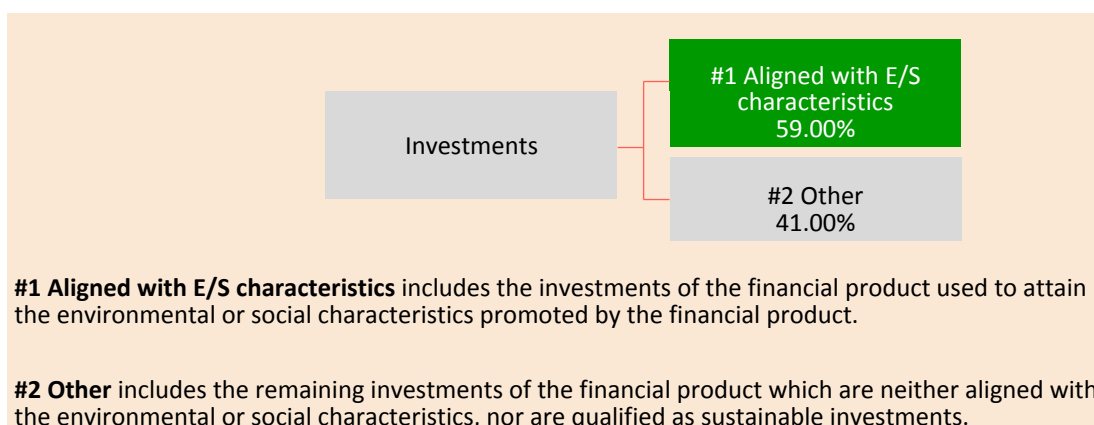 #1 Aligned with E/S
characteristics
59.00%
Investments
#2 Other
41.00%
#1 Aligned with E/S characteristics includes the investments of the financial product used to attain
the environmental or social characteristics promoted by the financial product.
#2 Other includes the remaining investments of the financial product which are neither aligned with
the environmental or social characteristics, nor are qualified as sustainable investments.